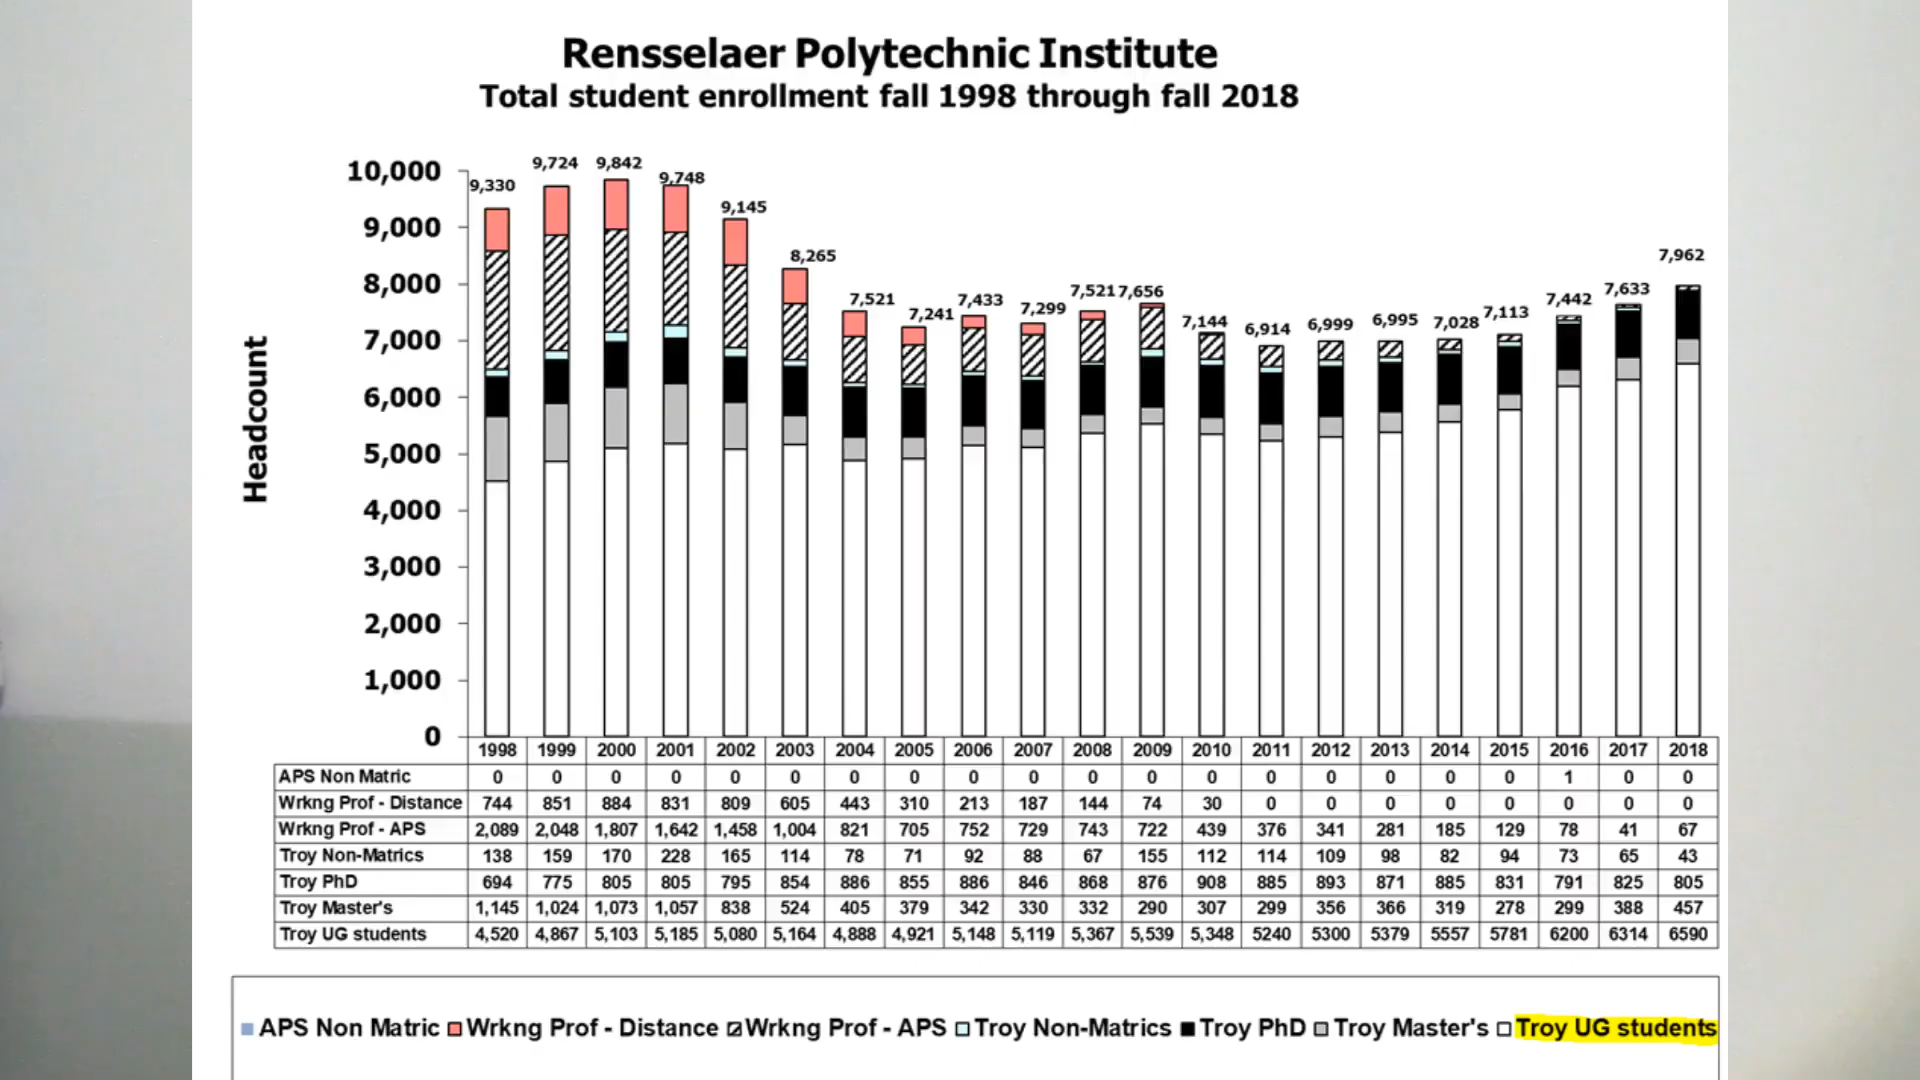 Rensselaer Polytechnic Institute
Total student enrollment fall 1998 through fall 2018
Headcount
10,000
9,000
8,000
7,000
6,000
5,000
4,000
3,000
2,000
1,000
0
9,330 9,724 9,842 9,748 9,145 8,265 7,521 7,241 7,433 7,299 7,521 7,656 7,144 6,914 6,999 6,995 7,028 7,113 7,442 7,633 7,962
1998 1999 2000 2001 2002 2003 2004 2005 2006 2007 2008 2009 2010 2011 2012 2013 2014 2015 2016 2017 2018
APS Non Matric 0 0 0 0 0 0 0 0 0 0 0 0 0 0 0 0 0 0 1 0 0
Wrkng Prof - Distance 744 851 884 831 809 605 443 310 213 187 144 74 30 0 0 0 0 0 0 0 0
Wrkng Prof - APS 2,089 2,048 1,807 1,642 1,458 1,004 821 705 752 729 743 722 439 376 341 281 185 129 78 41 67
Troy Non-Matrics 138 159 170 228 165 114 78 71 92 88 67 155 112 114 109 98 82 94 73 65 43
Troy PhD 694 775 805 805 795 854 886 855 886 846 868 876 908 885 893 871 885 831 791 825 805
Troy Master's 1,145 1,024 1,073 1,057 838 524 405 379 342 330 332 290 307 299 356 366 319 278 299 388 457
Troy UG students 4,520 4,867 5,103 5,185 5,080 5,164 4,888 4,921 5,148 5,119 5,367 5,539 5,348 5240 5300 5379 5557 5781 6200 6314 6590
APS Non Matric Wrkng Prof - Distance Wrkng Prof - APS Troy Non-Matrics Troy PhD Troy Master's Troy UG students